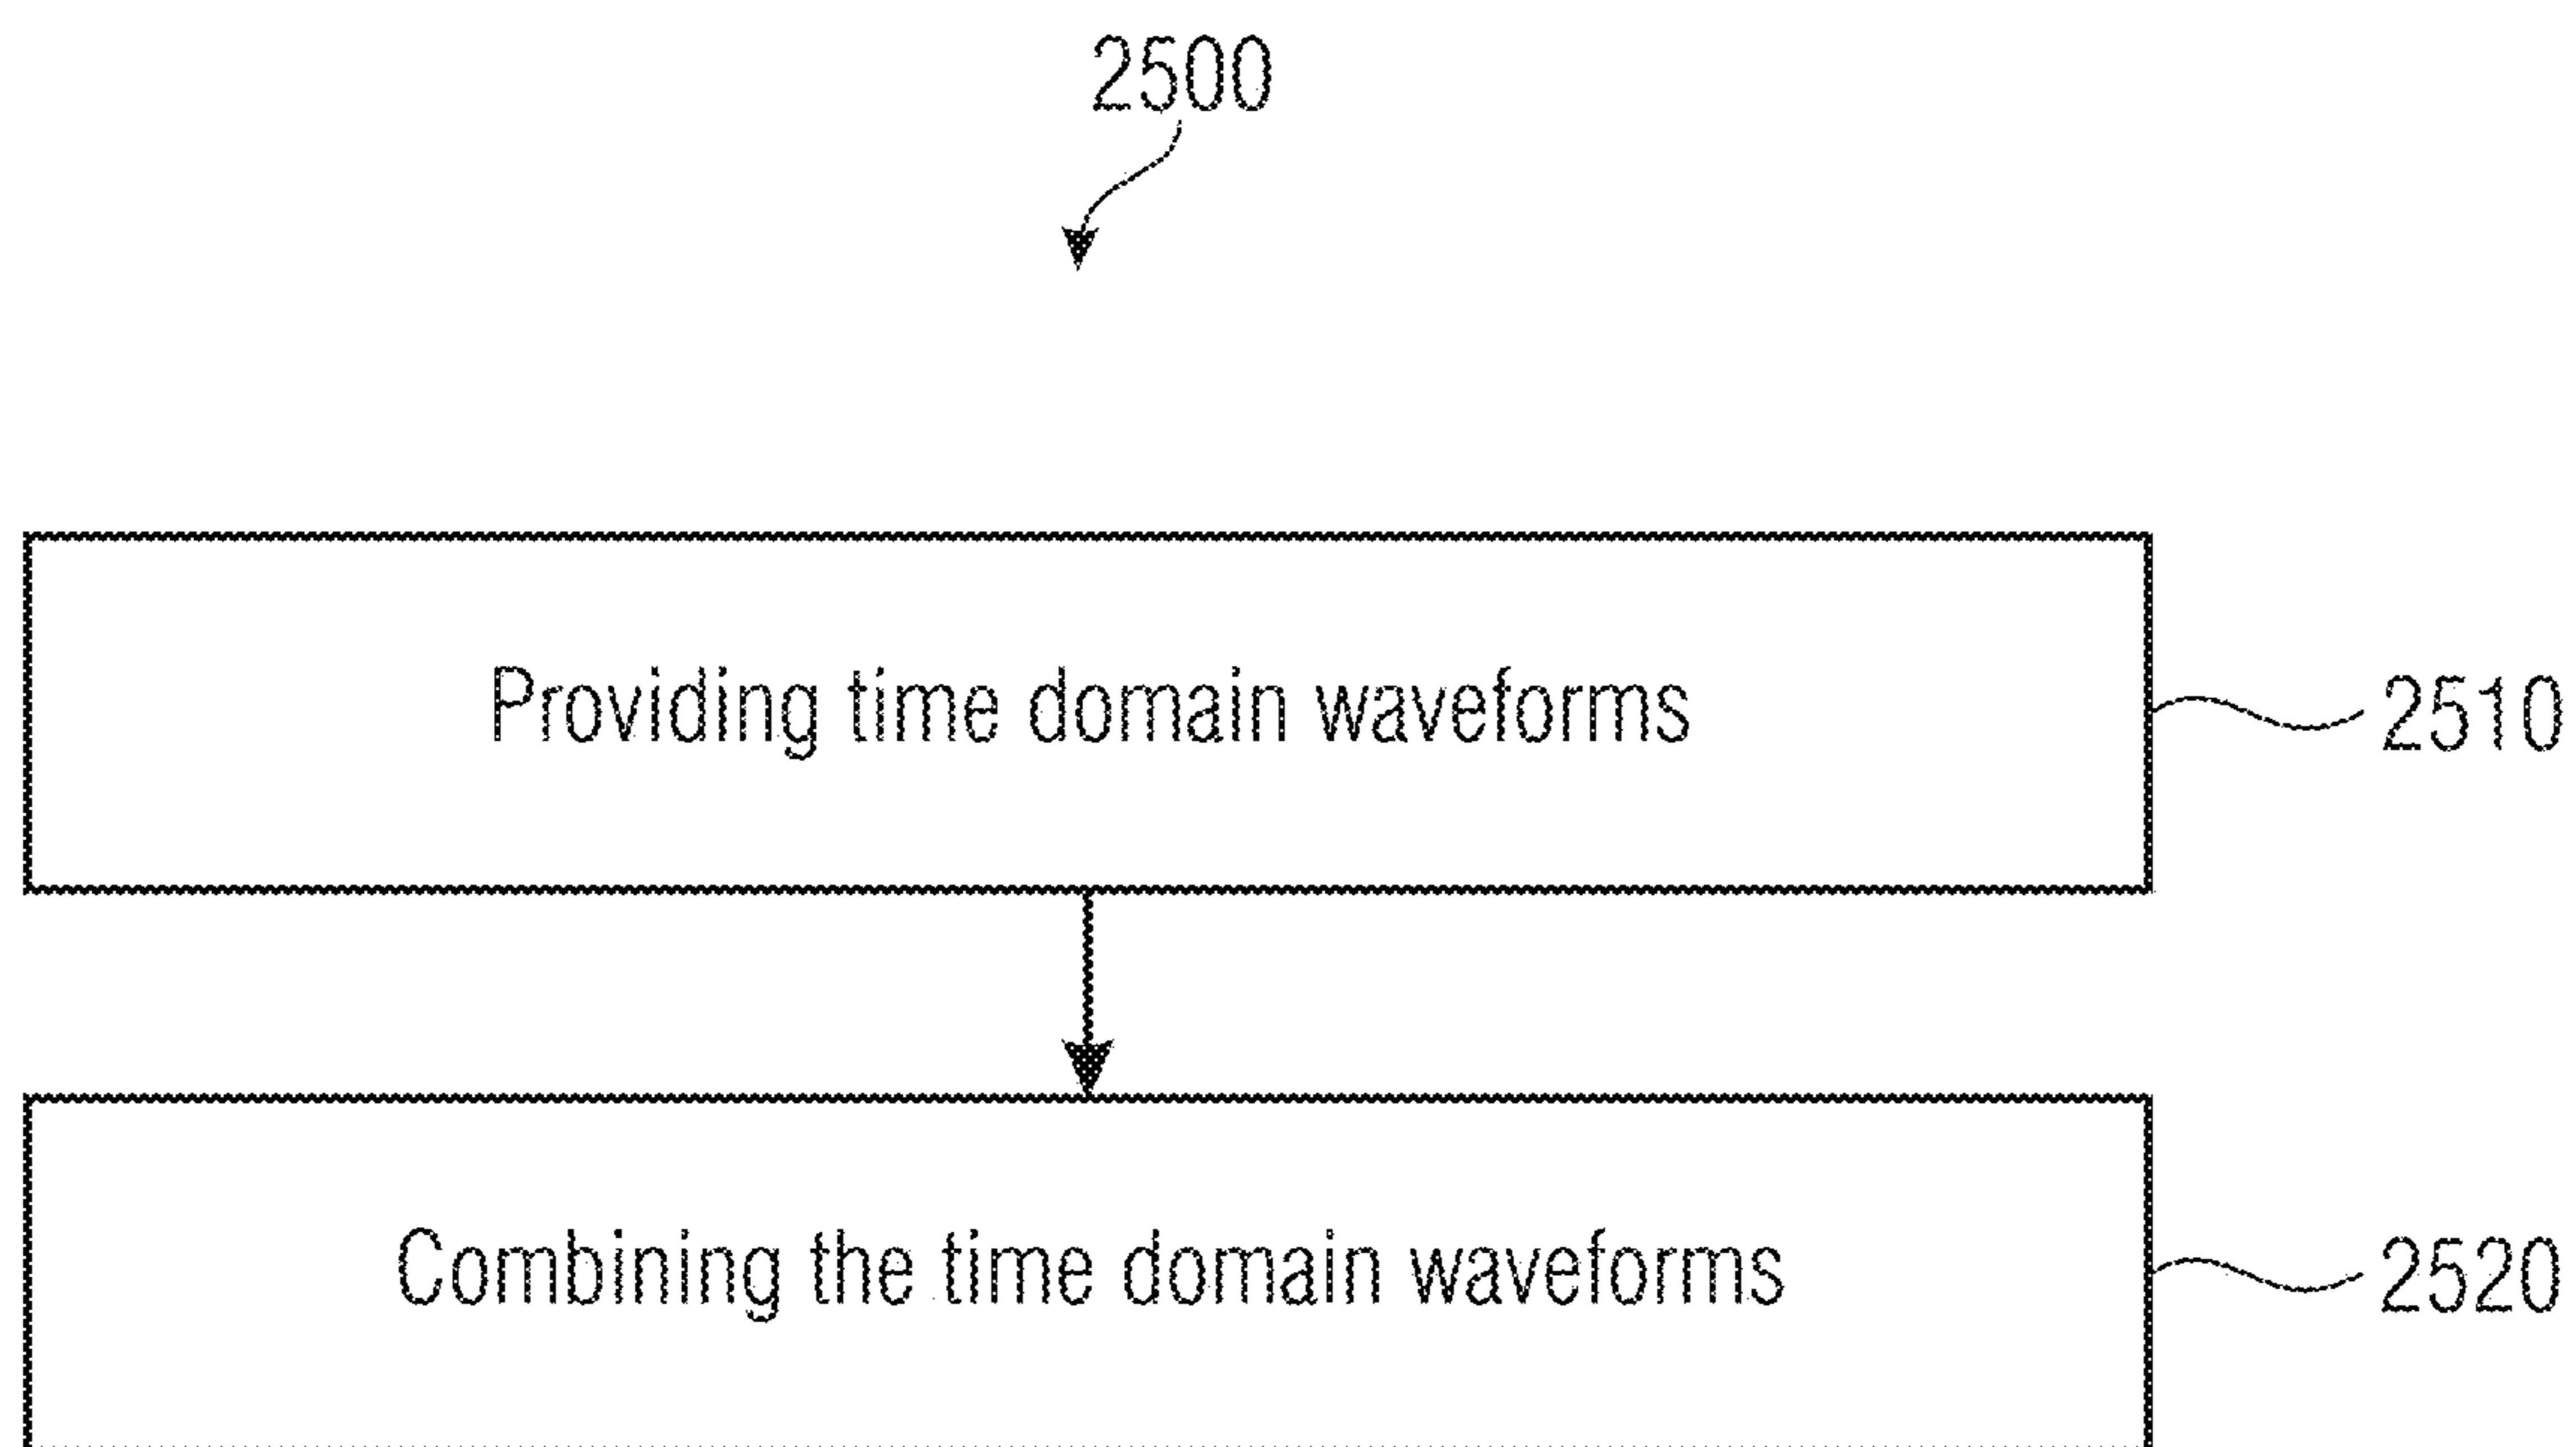 2500
Providing time domain waveforms
2510
Combining the time domain waveforms
2520